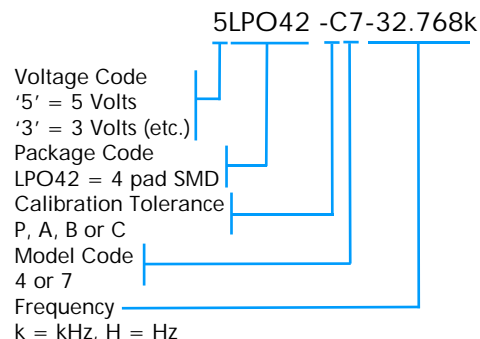 5LPO42 -C7-32.768k
Voltage Code
‘5’ = 5 Volts
‘3’ = 3 Volts (etc.)
Package Code
LPO42 = 4 pad SMD
Calibration Tolerance
P, A, B or C
Model Code
4 or 7
Frequency
k = kHz, H = Hz